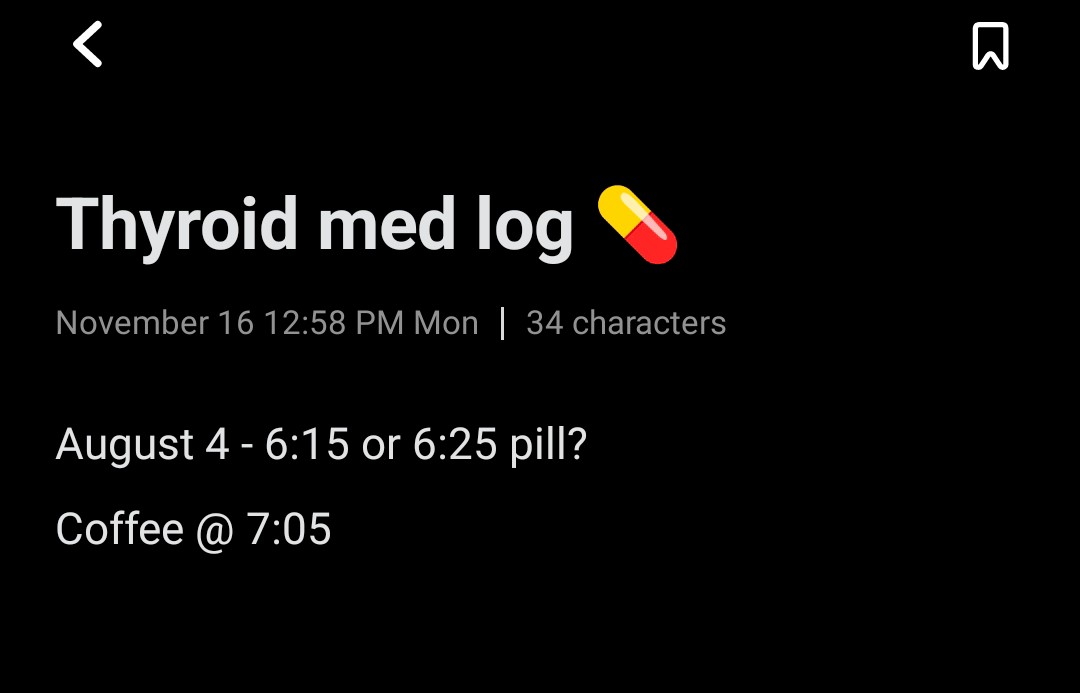 Thyroid med log 💊
November 16 12:58 PM Mon | 34 characters
August 4 - 6:15 or 6:25 pill?
Coffee @ 7:05